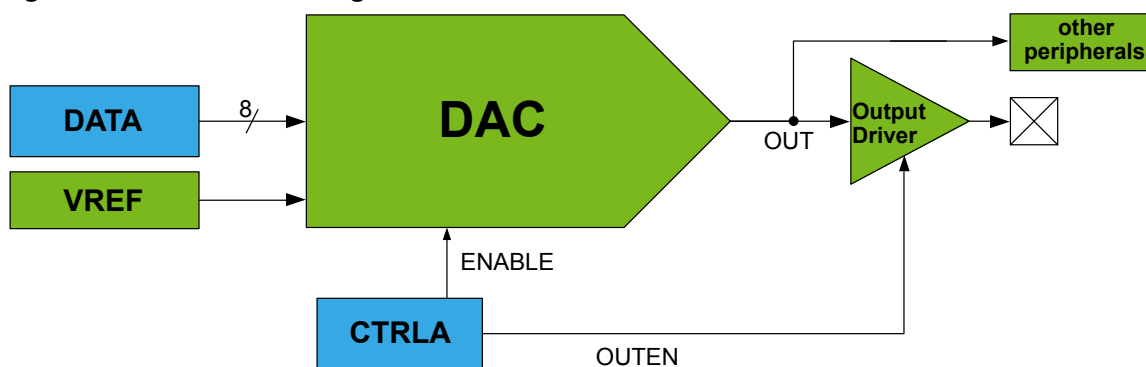 other
peripherals
8
DATA
DAC
Output
Driver
OUT
VREF
ENABLE
CTRLA
OUTEN